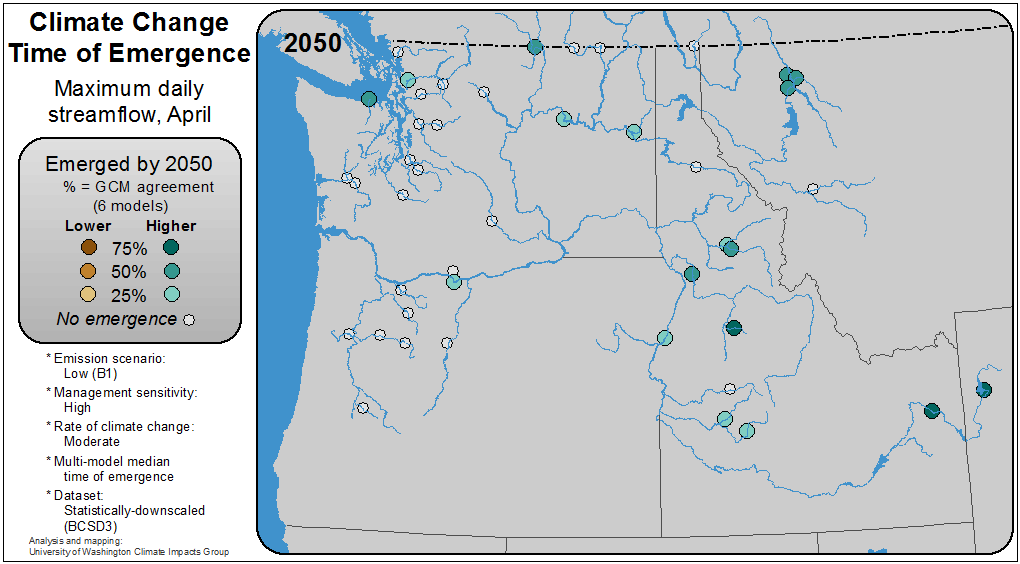 Climate Change
Time of Emergence
Maximum daily
streamflow, April
Emerged by 2050
% = GCM agreement
(6 models)
Lower Higher
75%
50%
25%
No emergence
* Emission scenario:
Low (B1)
* Management sensitivity:
High
* Rate of climate change:
Moderate
* Multi-model median
time of emergence
* Dataset:
Statistically-downscaled
(BCSD3)
Analysis and mapping:
University of Washington Climate Impacts Group
2050